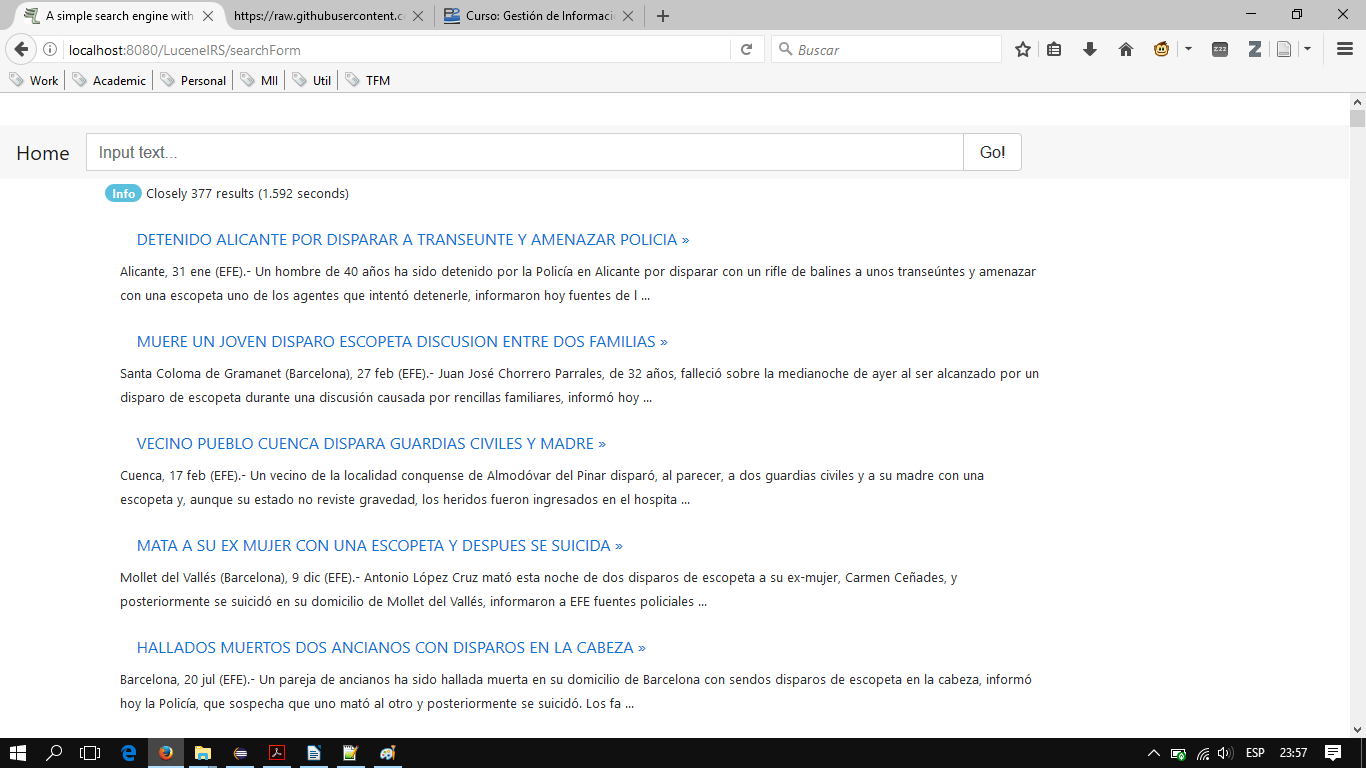 A simple search engine with
https://raw.githubusercontent.c
Curso: Gestión de Informaci
localhost:8080/LuceneIRS/searchForm
Buscar
Work
Academic
Personal
MII
Util
TFM
Home
Input text...
Go!
Info Closely 377 results (1.592 seconds)
DETENIDO ALICANTE POR DISPARAR A TRANSEUNTE Y AMENAZAR POLICIA »
Alicante, 31 ene (EFE).- Un hombre de 40 años ha sido detenido por la Policía en Alicante por disparar con un rifle de balines a unos transeúntes y amenazar
con una escopeta uno de los agentes que intentó detenerle, informaron hoy fuentes de l ...
MUERE UN JOVEN DISPARO ESCOPETA DISCUSION ENTRE DOS FAMILIAS »
Santa Coloma de Gramanet (Barcelona), 27 feb (EFE).- Juan José Chorrero Parrales, de 32 años, falleció sobre la medianoche de ayer al ser alcanzado por un
disparo de escopeta durante una discusión causada por rencillas familiares, informó hoy ...
VECINO PUEBLO CUENCA DISPARA GUARDIAS CIVILES Y MADRE »
Cuenca, 17 feb (EFE).- Un vecino de la localidad conquense de Almodóvar del Pinar disparó, al parecer, a dos guardias civiles y a su madre con una
escopeta y, aunque su estado no reviste gravedad, los heridos fueron ingresados en el hospita ...
MATA A SU EX MUJER CON UNA ESCOPETA Y DESPUES SE SUICIDA »
Mollet del Vallés (Barcelona), 9 dic (EFE).- Antonio López Cruz mató esta noche de dos disparos de escopeta a su ex-mujer, Carmen Ceñades, y
posteriormente se suicidó en su domicilio de Mollet del Vallés, informaron a EFE fuentes policiales ...
HALLADOS MUERTOS DOS ANCIANOS CON DISPAROS EN LA CABEZA »
Barcelona, 20 jul (EFE).- Un pareja de ancianos ha sido hallada muerta en su domicilio de Barcelona con sendos disparos de escopeta en la cabeza, informó
hoy la Policía, que sospecha que uno mató al otro y posteriormente se suicidó. Los fa ...
ESP
23:57